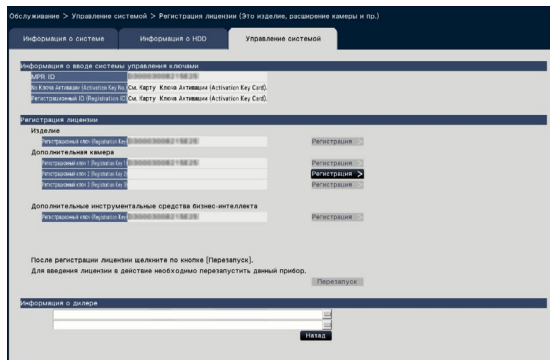 Обслуживание > Управление системой > Регистрация лицензии (Это изделие, расширение камеры и пр.)
Информация о системе Информация о HDD Управление системой
Информация о вводе системы управления ключами
MPR ID
No Ключа Активации (Activation Key No. См. Карту Ключа Активации (Activation Key Card).
Регистрационный ID (Registration ID) См. Карту Ключа Активации (Activation Key Card).
Регистрация лицензии
Изделие
Регистрационный ключ (Registration Key) Регистрация >
Дополнительная камера
Регистрационный ключ 1 (Registration Key 1) Регистрация >
Регистрационный ключ 2 (Registration Key 2) Регистрация >
Регистрационный ключ 3 (Registration Key 3) Регистрация >
Дополнительные инструментальные средства бизнес-интеллекта
Регистрационный ключ (Registration Key) Регистрация >
После регистрации лицензии щелкните по кнопке [Перезапуск].
Для введения лицензии в действие необходимо перезапустить данный прибор.
Перезапуск
Информация о дилере
Назад